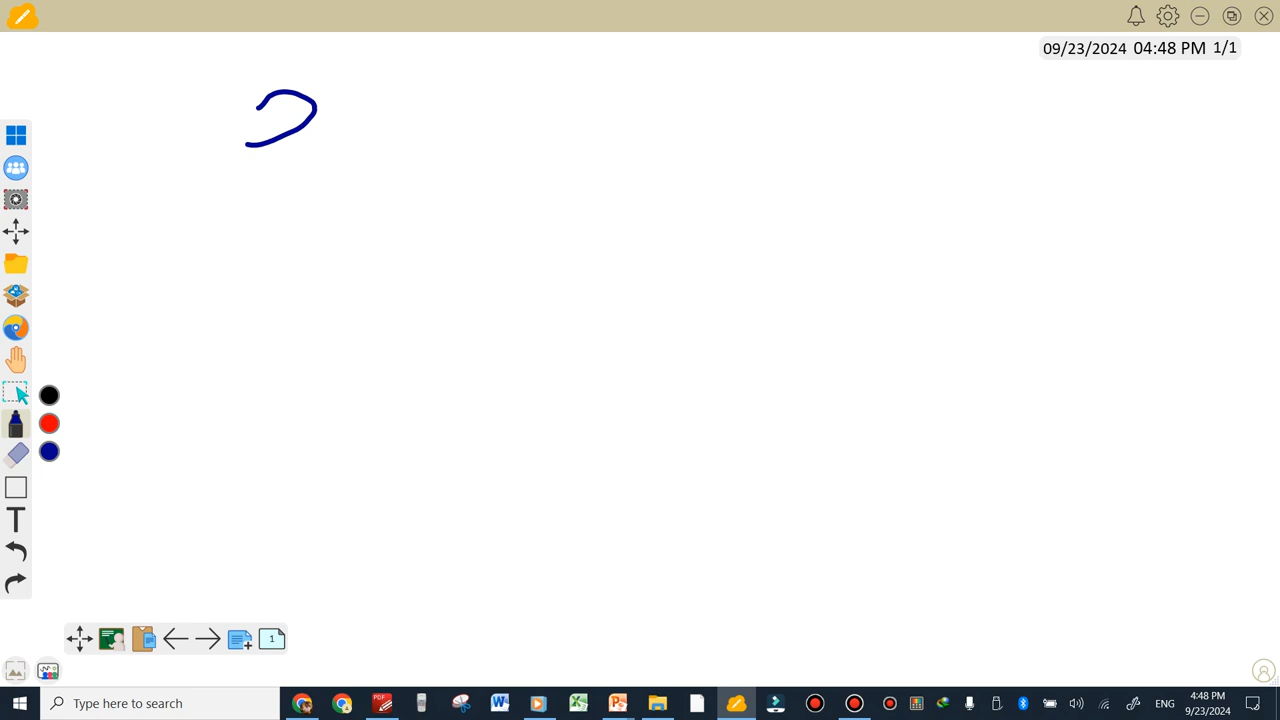 09/23/2024 04:48 PM 1/1
T
1
Type here to search
PDF
ENG
4:48 PM
9/23/2024